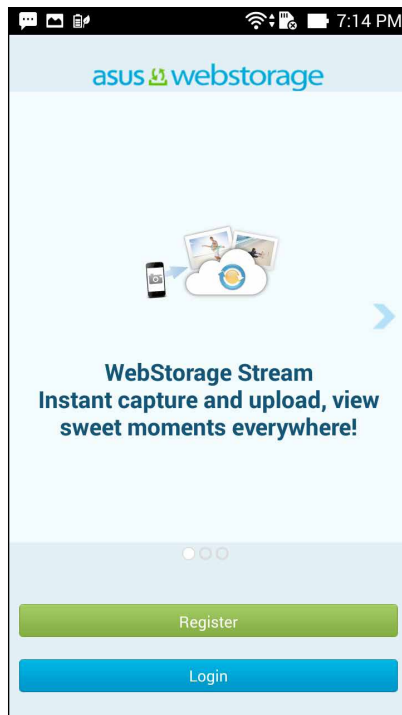 7:14 PM
asus webstorage
WebStorage Stream
Instant capture and upload, view
sweet moments everywhere!
Register
Login